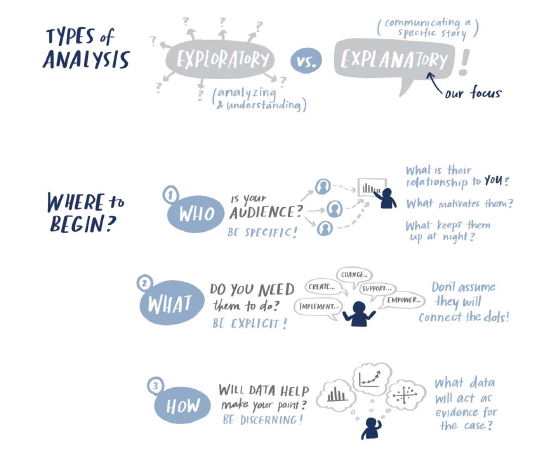 TYPES of
ANALYSIS
?
?
?
?
?
?
?
EXPLORATORY
(analyzing
& understanding)
vs.
EXPLANATORY!
(communicating a
specific story)
our focus
WHERE to
BEGIN?
1
WHO
is your
AUDIENCE?
BE SPECIFIC!
What is their
relationship to YOU?
What motivates them?
What keeps them
up at night?
2
WHAT
DO YOU NEED
them to do?
BE EXPLICIT!
IMPLEMENT...
CREATE...
CHANGE...
SUPPORT...
EMPOWER...
Don't assume
they will
connect the dots!
3
HOW
WILL DATA HELP
make your point?
BE DISCERNING!
What data
will act as
evidence for
the case?